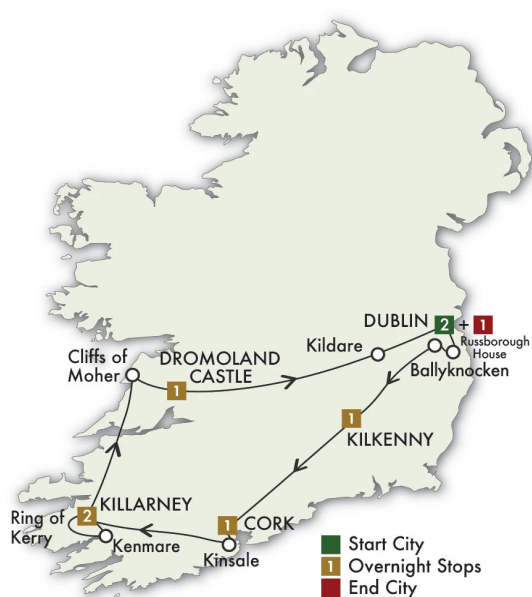 DUBLIN 2 + 1
Russborough
House
Kildare
Ballyknocken
Cliffs of
Moher
DROMOLAND
CASTLE
1
1
KILKENNY
Ring of
Kerry
2 KILLARNEY
Kenmare
1 CORK
Kinsale
Start City
1 Overnight Stops
End City